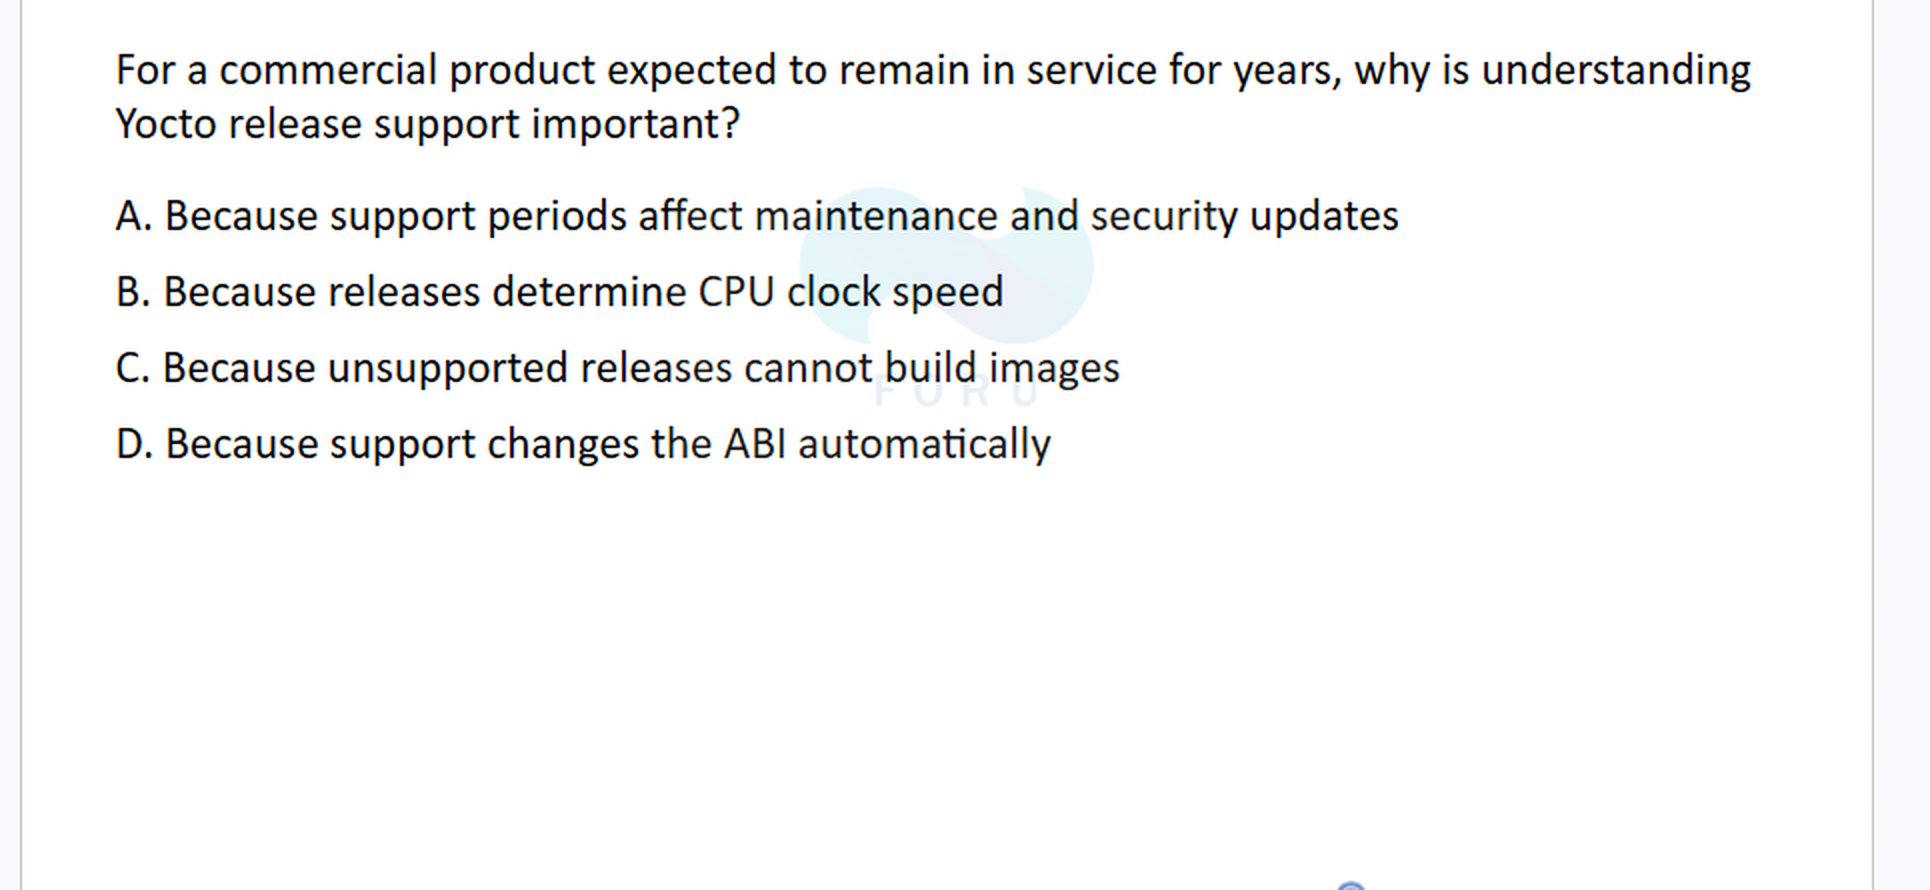 For a commercial product expected to remain in service for years, why is understanding
Yocto release support important?
A. Because support periods affect maintenance and security updates
B. Because releases determine CPU clock speed
C. Because unsupported releases cannot build images
FORU
D. Because support changes the ABI automatically